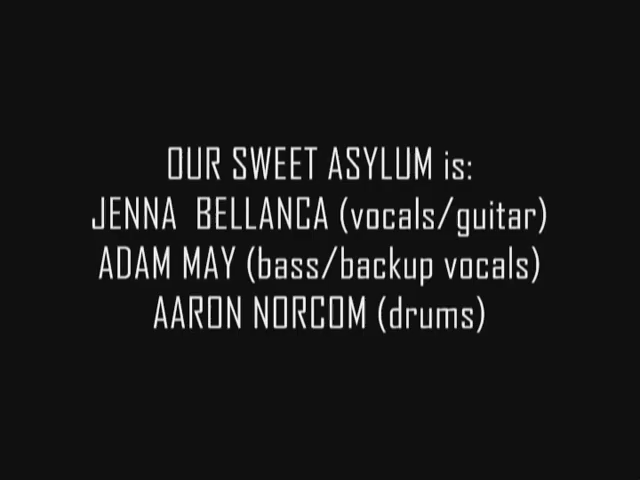 OUR SWEET ASYLUM is:
JENNA BELLANCA (vocals/guitar)
ADAM MAY (bass/backup vocals)
AARON NORCOM (drums)